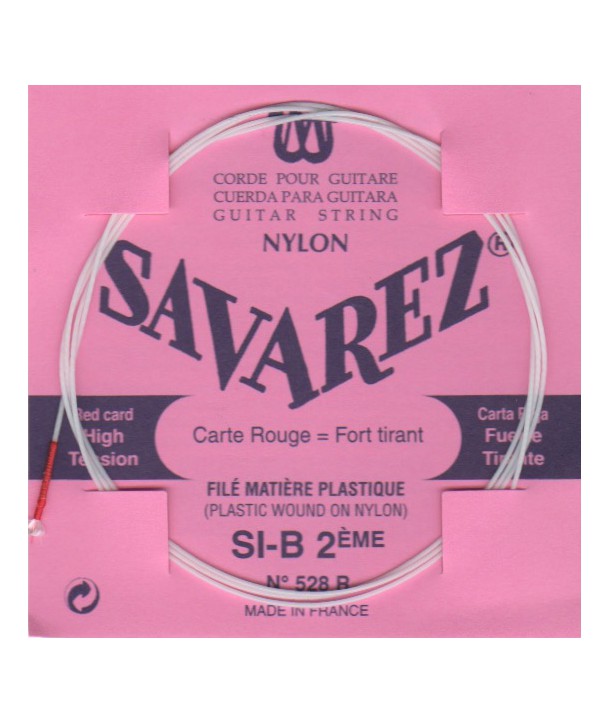 CORDE POUR GUITARE
CUERDA PARA GUITARA
GUITAR STRING
NYLON
SAVAREZ®
Red card
High
Tension
Carte Rouge = Fort tirant
Carta Roja
Fuerte
Tirante
FILÉ MATIÈRE PLASTIQUE
(PLASTIC WOUND ON NYLON)
SI-B 2ÈME
N° 528 R
MADE IN FRANCE